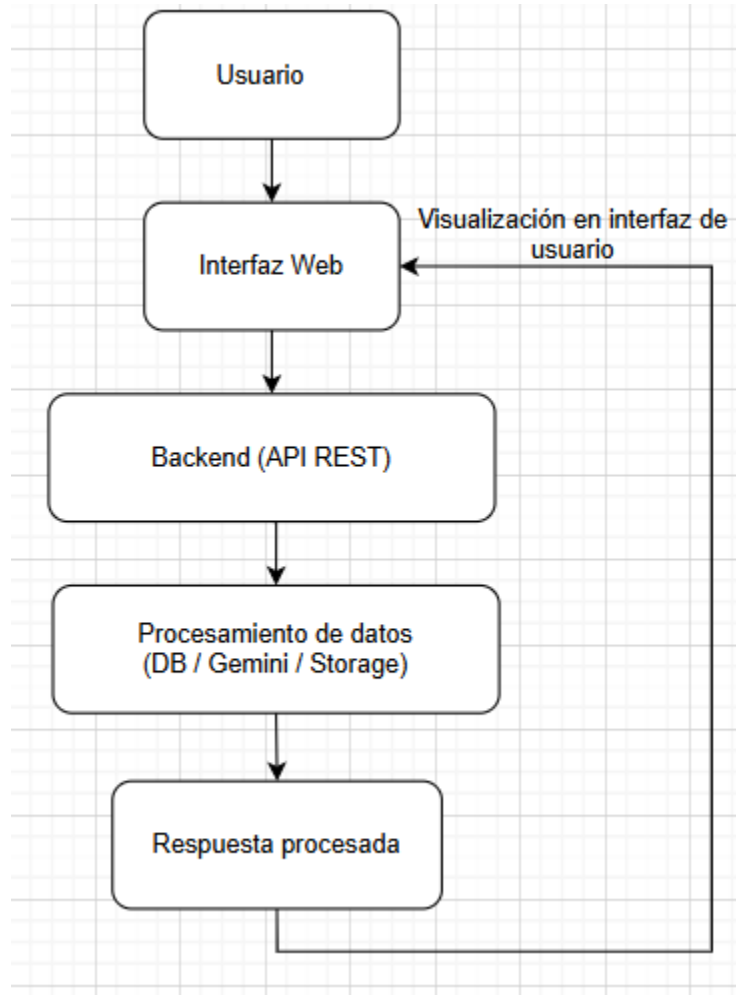 Usuario
Visualización en interfaz de
usuario
Interfaz Web
Backend (API REST)
Procesamiento de datos
(DB / Gemini / Storage)
Respuesta procesada